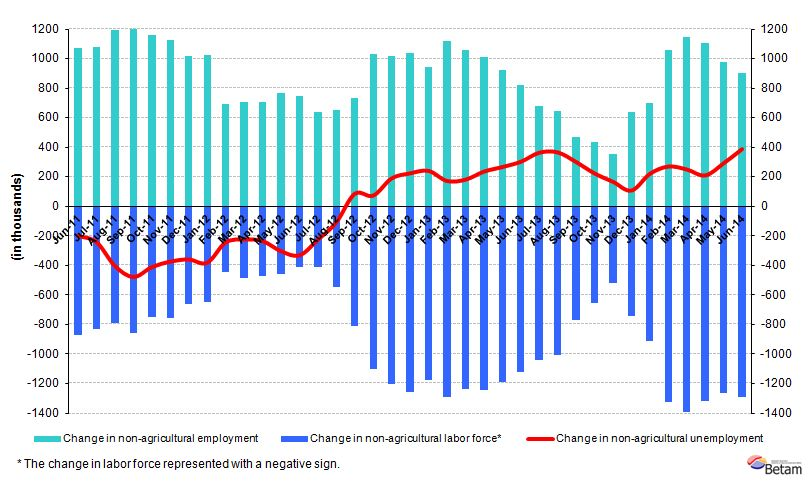 1200
1000
800
600
400
200
0
-200
-400
-600
-800
-1000
-1200
-1400
(in thousands)
1200
1000
800
600
400
200
0
-200
-400
-600
-800
-1000
-1200
-1400
Jun-11
Jul-11
Aug-11
Sep-11
Oct-11
Nov-11
Dec-11
Jan-12
Feb-12
Mar-12
Apr-12
May-12
Jun-12
Jul-12
Aug-12
Sep-12
Oct-12
Nov-12
Dec-12
Jan-13
Feb-13
Mar-13
Apr-13
May-13
Jun-13
Jul-13
Aug-13
Sep-13
Oct-13
Nov-13
Dec-13
Jan-14
Feb-14
Mar-14
Apr-14
May-14
Jun-14
Change in non-agricultural employment
Change in non-agricultural labor force*
Change in non-agricultural unemployment
* The change in labor force represented with a negative sign.
Betam